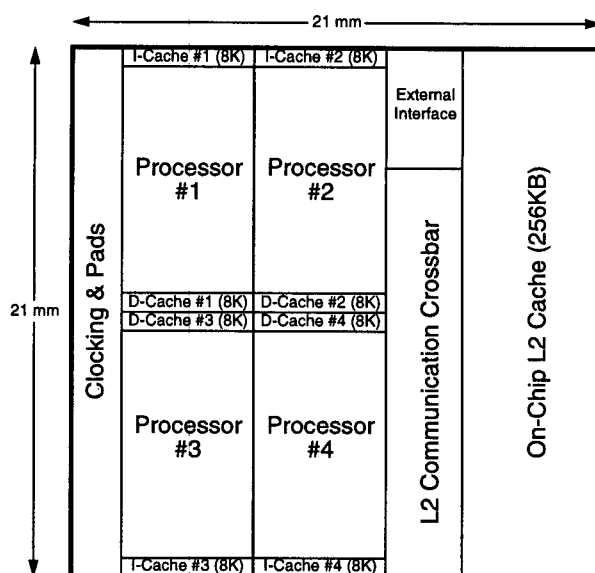 21 mm
I-Cache #1 (8K)
I-Cache #2 (8K)
External
Interface
Processor
#1
Processor
#2
21 mm
Clocking & Pads
D-Cache #1 (8K)
D-Cache #2 (8K)
D-Cache #3 (8K)
D-Cache #4 (8K)
L2 Communication Crossbar
On-Chip L2 Cache (256KB)
Processor
#3
Processor
#4
I-Cache #3 (8K)
I-Cache #4 (8K)